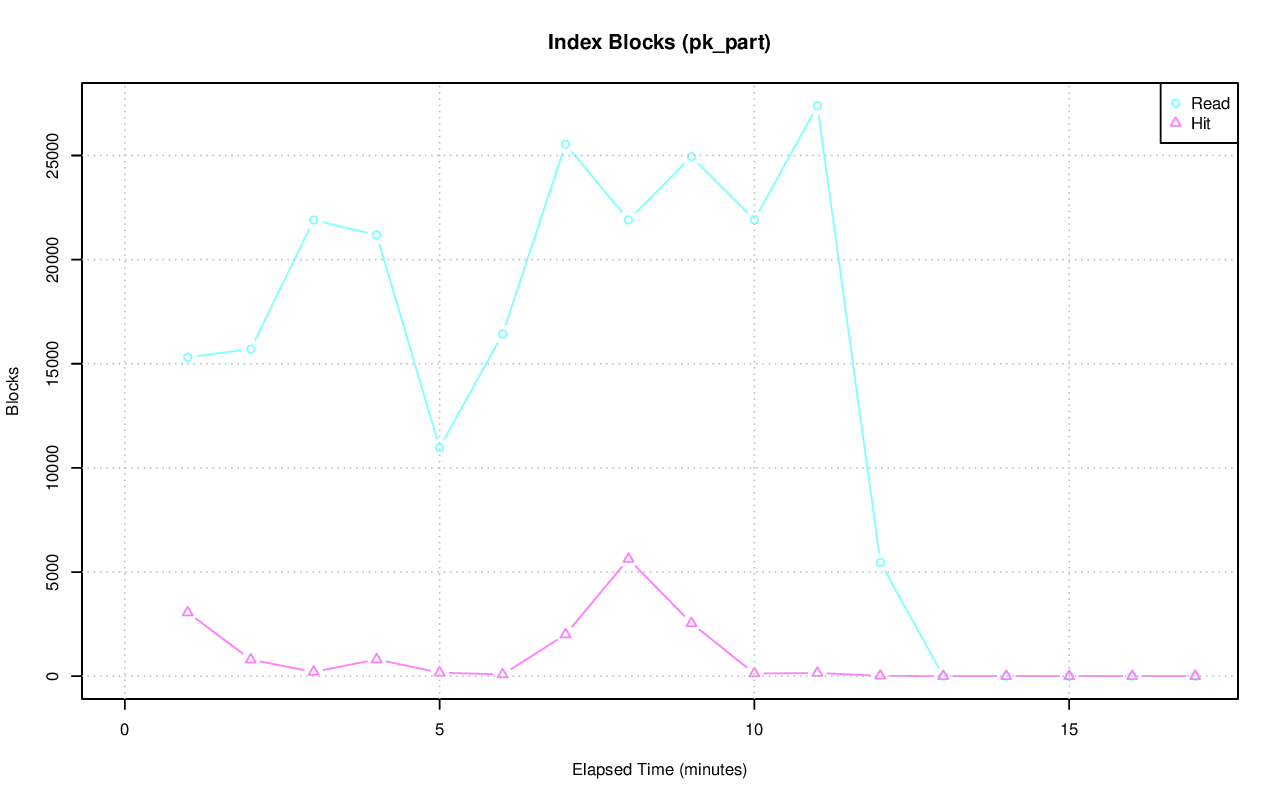 Index Blocks (pk_part)
Read
Hit
25000
20000
15000
10000
5000
0
Blocks
0 5 10 15
Elapsed Time (minutes)